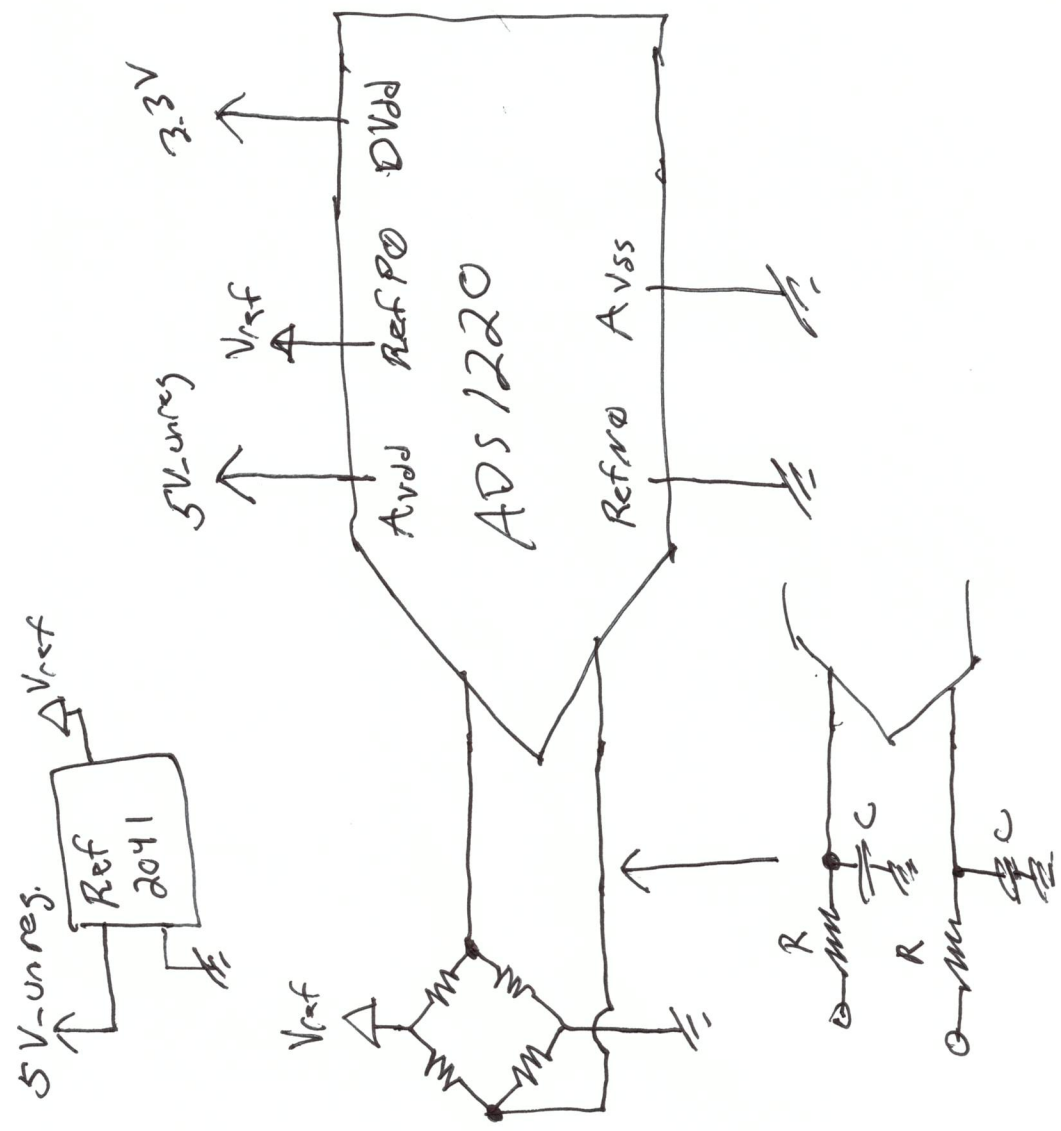 5V_unreg.
Ref
2041
Vref
Vref
5V_unreg
Vref
3.3V
Avdd
RefP0
DVdd
ADS1220
RefN0
Avss
R
C
R
C